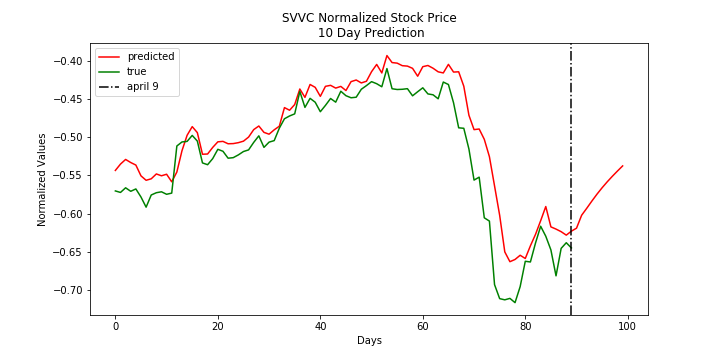 SVVC Normalized Stock Price
10 Day Prediction
predicted
true
april 9
Normalized Values
−0.40
−0.45
−0.50
−0.55
−0.60
−0.65
−0.70
0
20
40
60
80
100
Days